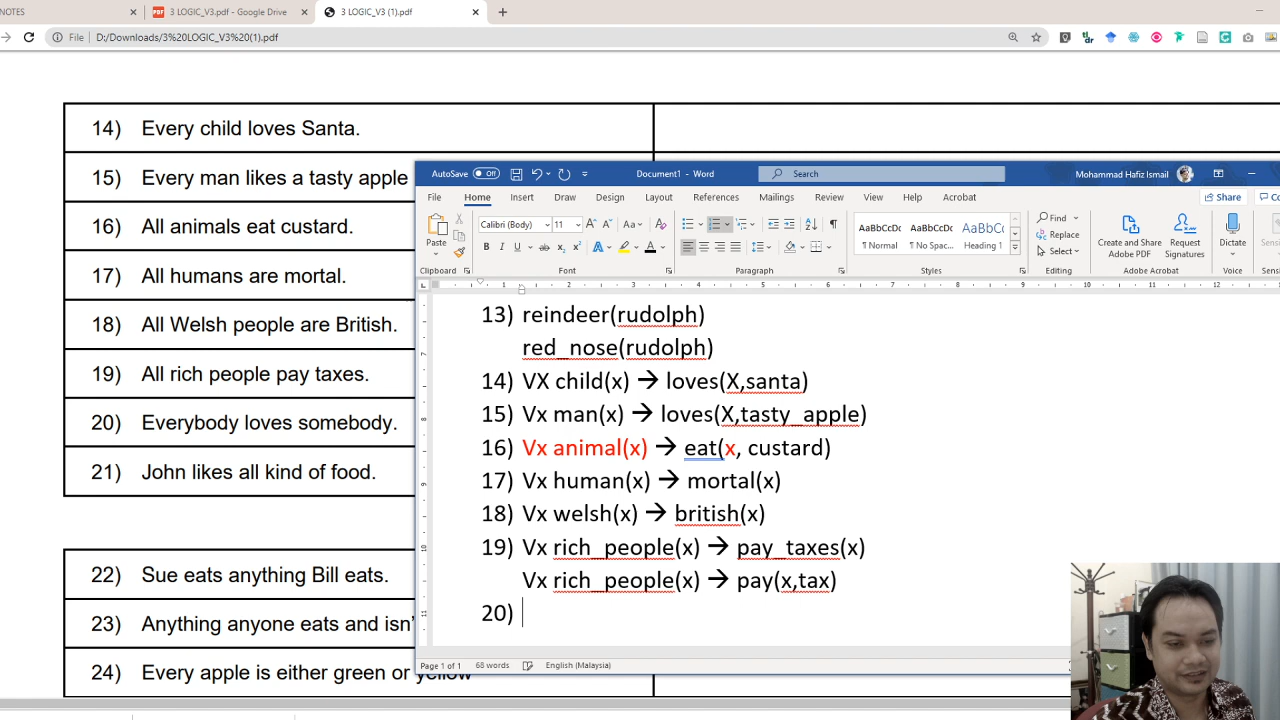 NOTES
3 LOGIC_V3.pdf - Google Drive
3 LOGIC_V3 (1).pdf
File
D:/Downloads/3%20LOGIC_V3%20(1).pdf
14) Every child loves Santa.
15) Every man likes a tasty apple
16) All animals eat custard.
17) All humans are mortal.
18) All Welsh people are British.
19) All rich people pay taxes.
20) Everybody loves somebody.
21) John likes all kind of food.
22) Sue eats anything Bill eats.
23) Anything anyone eats and isn'
24) Every apple is either green or yellow
AutoSave Off Document1 - Word Search Mohammad Hafiz Ismail
File Home Insert Draw Design Layout References Mailings Review View Help Acrobat Share
Paste
Clipboard
Calibri (Body) 11
Font
Paragraph
AaBbCcDc AaBbCcDc AaBbCc
¶ Normal ¶ No Spac... Heading 1
Styles
Find
Replace
Select
Editing
Create and Share
Adobe PDF
Request
Signatures
Adobe Acrobat
Dictate
Voice
13) reindeer(rudolph)
red_nose(rudolph)
14) VX child(x) → loves(X,santa)
15) Vx man(x) → loves(X,tasty_apple)
16) Vx animal(x) → eat(x, custard)
17) Vx human(x) → mortal(x)
18) Vx welsh(x) → british(x)
19) Vx rich_people(x) → pay_taxes(x)
Vx rich_people(x) → pay(x,tax)
20)
Page 1 of 1 68 words English (Malaysia)